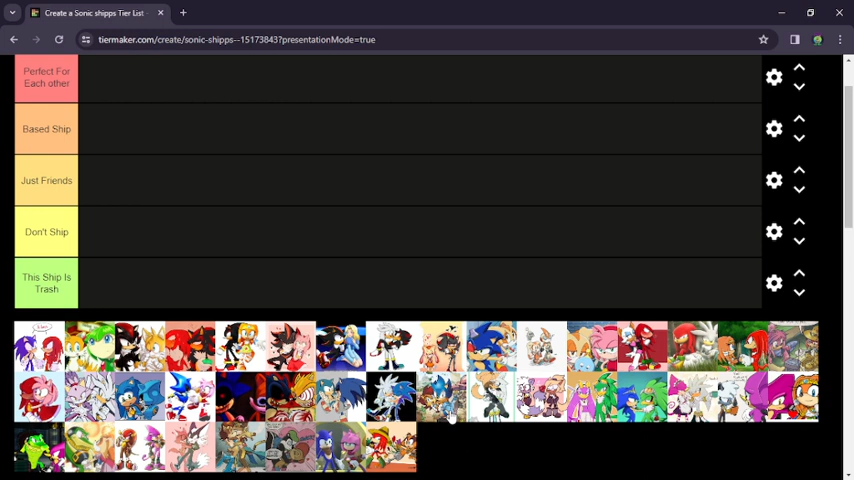 Create a Sonic shipps Tier List -
tiermaker.com/create/sonic-shipps--15173843?presentationMode=true
Perfect For
Each other
Based Ship
Just Friends
Don't Ship
This Ship Is
Trash